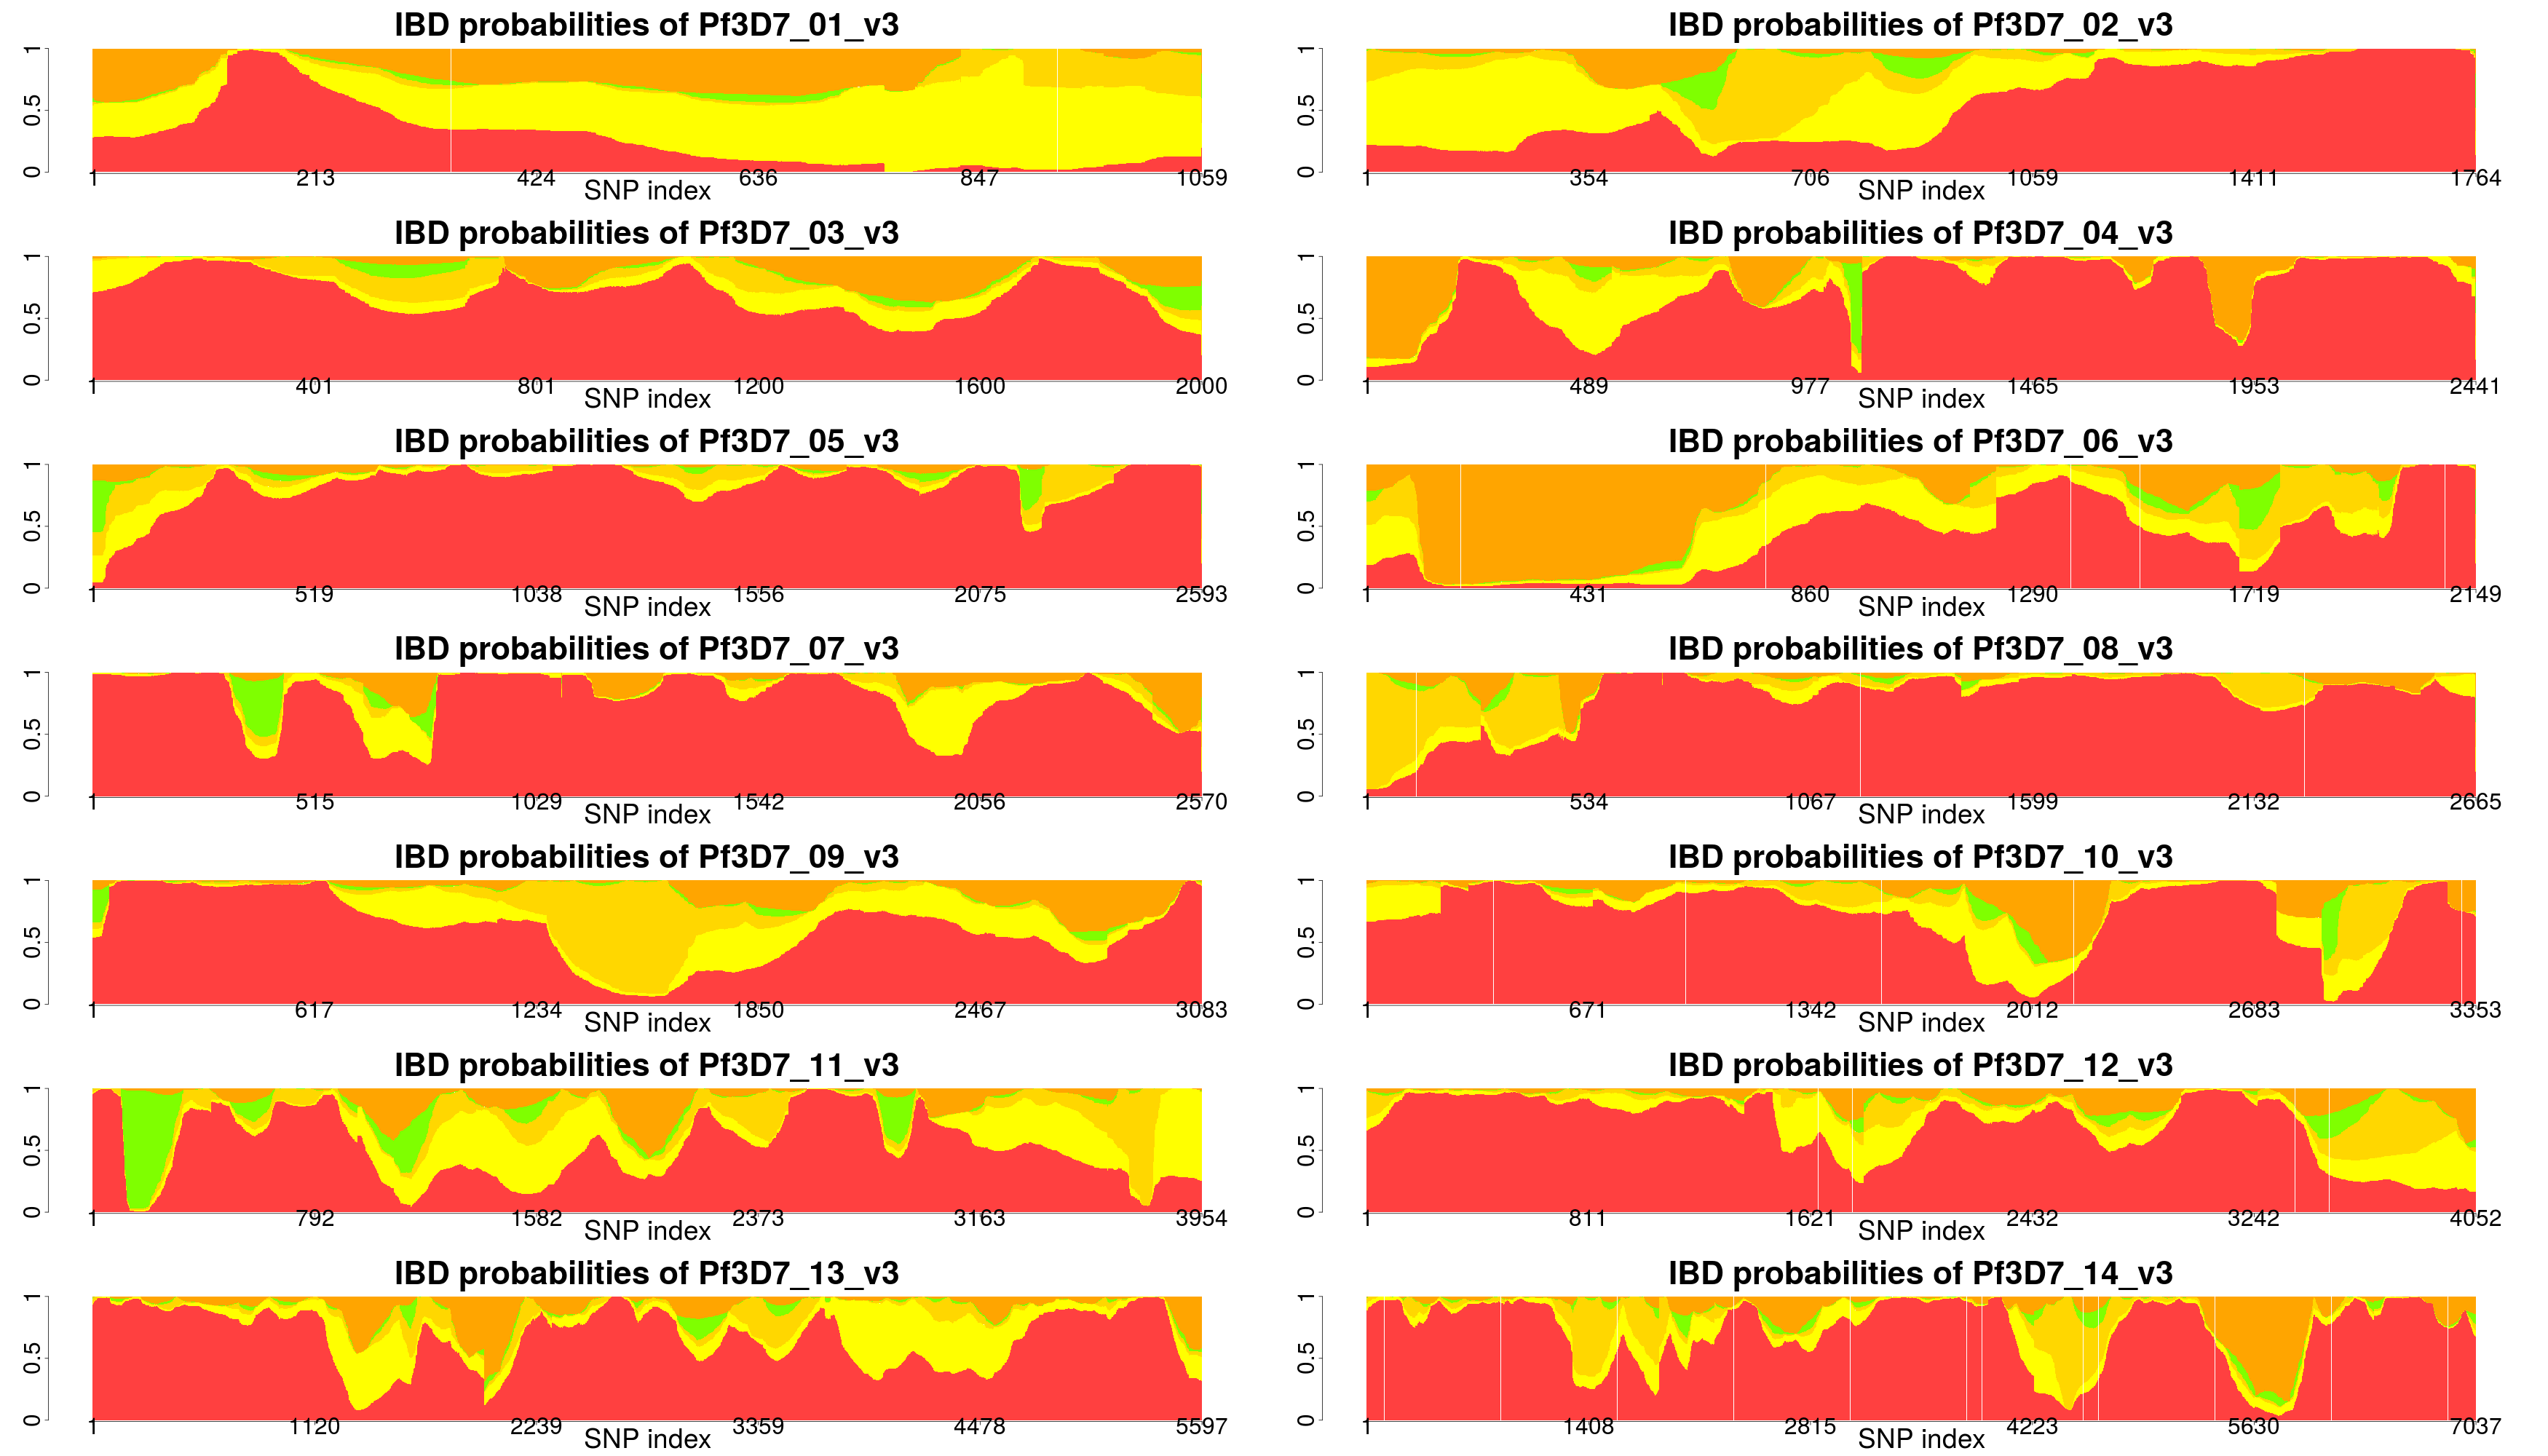 IBD probabilities of Pf3D7_01_v3
0 0.5 1
1 213 424 636 847 1059
SNP index
IBD probabilities of Pf3D7_02_v3
0 0.5 1
1 354 706 1059 1411 1764
SNP index
IBD probabilities of Pf3D7_03_v3
0 0.5 1
1 401 801 1200 1600 2000
SNP index
IBD probabilities of Pf3D7_04_v3
0 0.5 1
1 489 977 1465 1953 2441
SNP index
IBD probabilities of Pf3D7_05_v3
0 0.5 1
1 519 1038 1556 2075 2593
SNP index
IBD probabilities of Pf3D7_06_v3
0 0.5 1
1 431 860 1290 1719 2149
SNP index
IBD probabilities of Pf3D7_07_v3
0 0.5 1
1 515 1029 1542 2056 2570
SNP index
IBD probabilities of Pf3D7_08_v3
0 0.5 1
1 534 1067 1599 2132 2665
SNP index
IBD probabilities of Pf3D7_09_v3
0 0.5 1
1 617 1234 1850 2467 3083
SNP index
IBD probabilities of Pf3D7_10_v3
0 0.5 1
1 671 1342 2012 2683 3353
SNP index
IBD probabilities of Pf3D7_11_v3
0 0.5 1
1 792 1582 2373 3163 3954
SNP index
IBD probabilities of Pf3D7_12_v3
0 0.5 1
1 811 1621 2432 3242 4052
SNP index
IBD probabilities of Pf3D7_13_v3
0 0.5 1
1 1120 2239 3359 4478 5597
SNP index
IBD probabilities of Pf3D7_14_v3
0 0.5 1
1 1408 2815 4223 5630 7037
SNP index